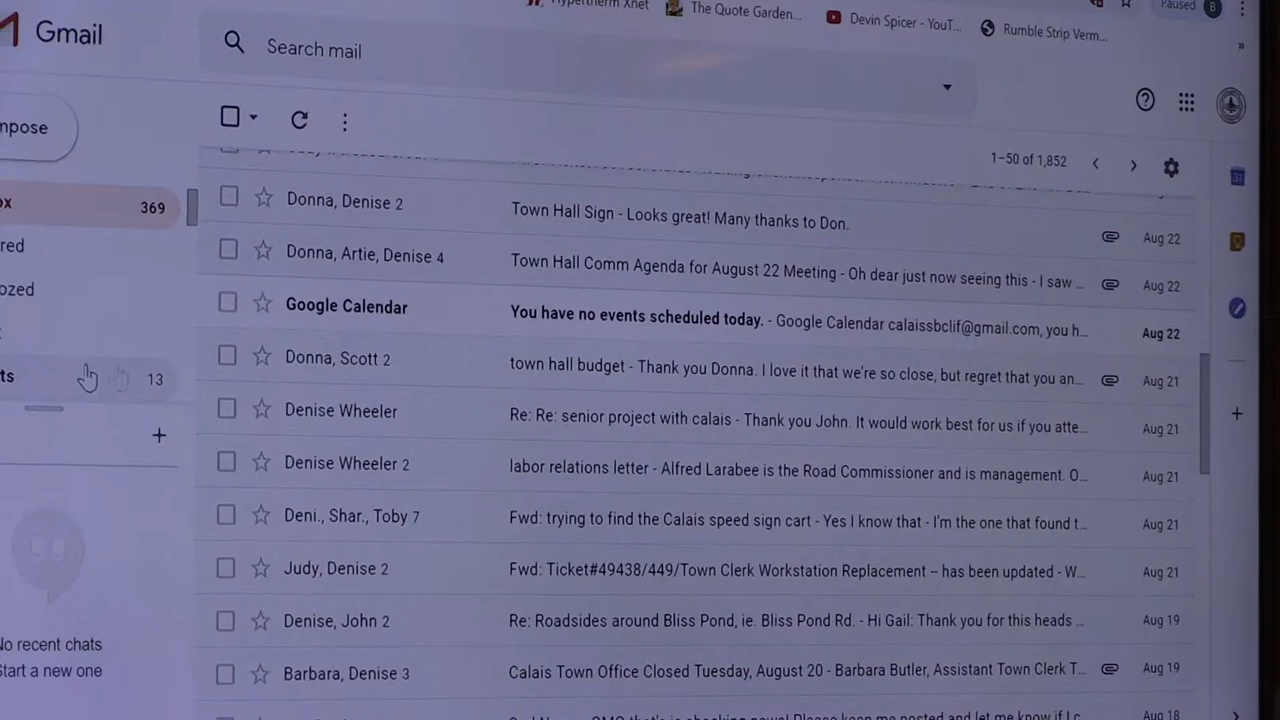 Hypertherm Xnet
The Quote Garden...
Devin Spicer - YouT...
Rumble Strip Verm...
Paused
B
Gmail
Search mail
1–50 of 1,852
mpose
ox 369
red
ozed
ts 13
Donna, Denise 2 Town Hall Sign - Looks great! Many thanks to Don. Aug 22
Donna, Artie, Denise 4 Town Hall Comm Agenda for August 22 Meeting - Oh dear just now seeing this - I saw ... Aug 22
Google Calendar You have no events scheduled today. - Google Calendar calaissbclif@gmail.com, you h... Aug 22
Donna, Scott 2 town hall budget - Thank you Donna. I love it that we're so close, but regret that you an... Aug 21
Denise Wheeler Re: Re: senior project with calais - Thank you John. It would work best for us if you atte... Aug 21
Denise Wheeler 2 labor relations letter - Alfred Larabee is the Road Commissioner and is management. O... Aug 21
Deni., Shar., Toby 7 Fwd: trying to find the Calais speed sign cart - Yes I know that - I'm the one that found t... Aug 21
Judy, Denise 2 Fwd: Ticket#49438/449/Town Clerk Workstation Replacement – has been updated - W... Aug 21
Denise, John 2 Re: Roadsides around Bliss Pond, ie. Bliss Pond Rd. - Hi Gail: Thank you for this heads ... Aug 19
Barbara, Denise 3 Calais Town Office Closed Tuesday, August 20 - Barbara Butler, Assistant Town Clerk T... Aug 19
Aug 18
No recent chats
Start a new one
31